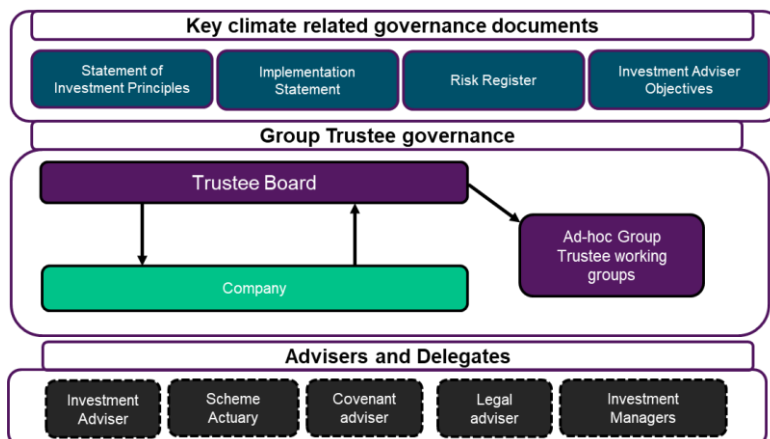 Key climate related governance documents
Statement of
Investment Principles
Implementation
Statement
Risk Register
Investment Adviser
Objectives
Group Trustee governance
Trustee Board
Ad-hoc Group
Trustee working
groups
Company
Advisers and Delegates
Investment
Adviser
Scheme
Actuary
Covenant
adviser
Legal
adviser
Investment
Managers